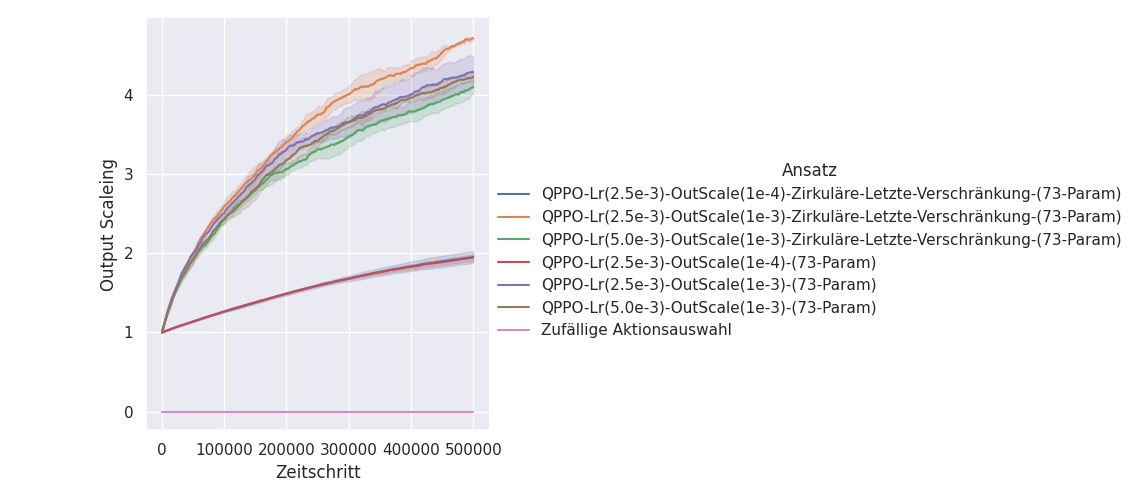 4
3
2
1
0
Output Scaleing
0
100000
200000
300000
400000
500000
Zeitschritt
Ansatz
QPPO-Lr(2.5e-3)-OutScale(1e-4)-Zirkuläre-Letzte-Verschränkung-(73-Param)
QPPO-Lr(2.5e-3)-OutScale(1e-3)-Zirkuläre-Letzte-Verschränkung-(73-Param)
QPPO-Lr(5.0e-3)-OutScale(1e-3)-Zirkuläre-Letzte-Verschränkung-(73-Param)
QPPO-Lr(2.5e-3)-OutScale(1e-4)-(73-Param)
QPPO-Lr(2.5e-3)-OutScale(1e-3)-(73-Param)
QPPO-Lr(5.0e-3)-OutScale(1e-3)-(73-Param)
Zufällige Aktionsauswahl